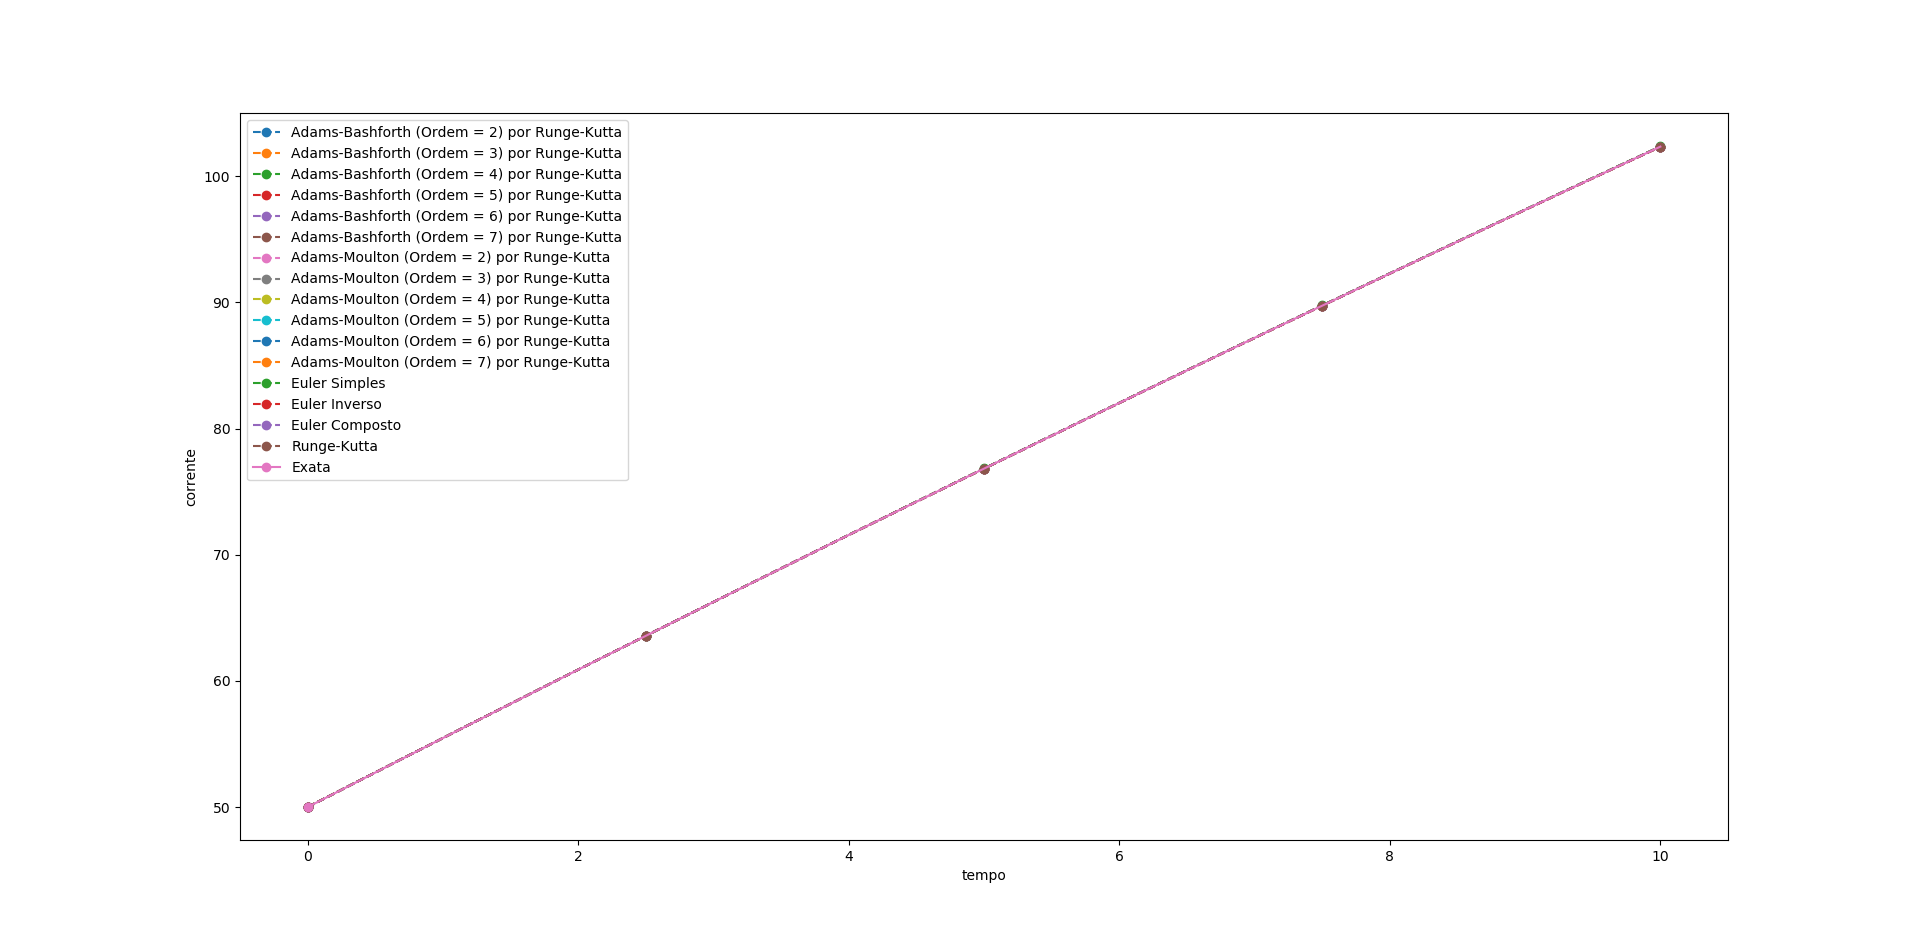 Adams-Bashforth (Ordem = 2) por Runge-Kutta
Adams-Bashforth (Ordem = 3) por Runge-Kutta
Adams-Bashforth (Ordem = 4) por Runge-Kutta
Adams-Bashforth (Ordem = 5) por Runge-Kutta
Adams-Bashforth (Ordem = 6) por Runge-Kutta
Adams-Bashforth (Ordem = 7) por Runge-Kutta
Adams-Moulton (Ordem = 2) por Runge-Kutta
Adams-Moulton (Ordem = 3) por Runge-Kutta
Adams-Moulton (Ordem = 4) por Runge-Kutta
Adams-Moulton (Ordem = 5) por Runge-Kutta
Adams-Moulton (Ordem = 6) por Runge-Kutta
Adams-Moulton (Ordem = 7) por Runge-Kutta
Euler Simples
Euler Inverso
Euler Composto
Runge-Kutta
Exata
100
90
80
70
60
50
corrente
0 2 4 6 8 10
tempo